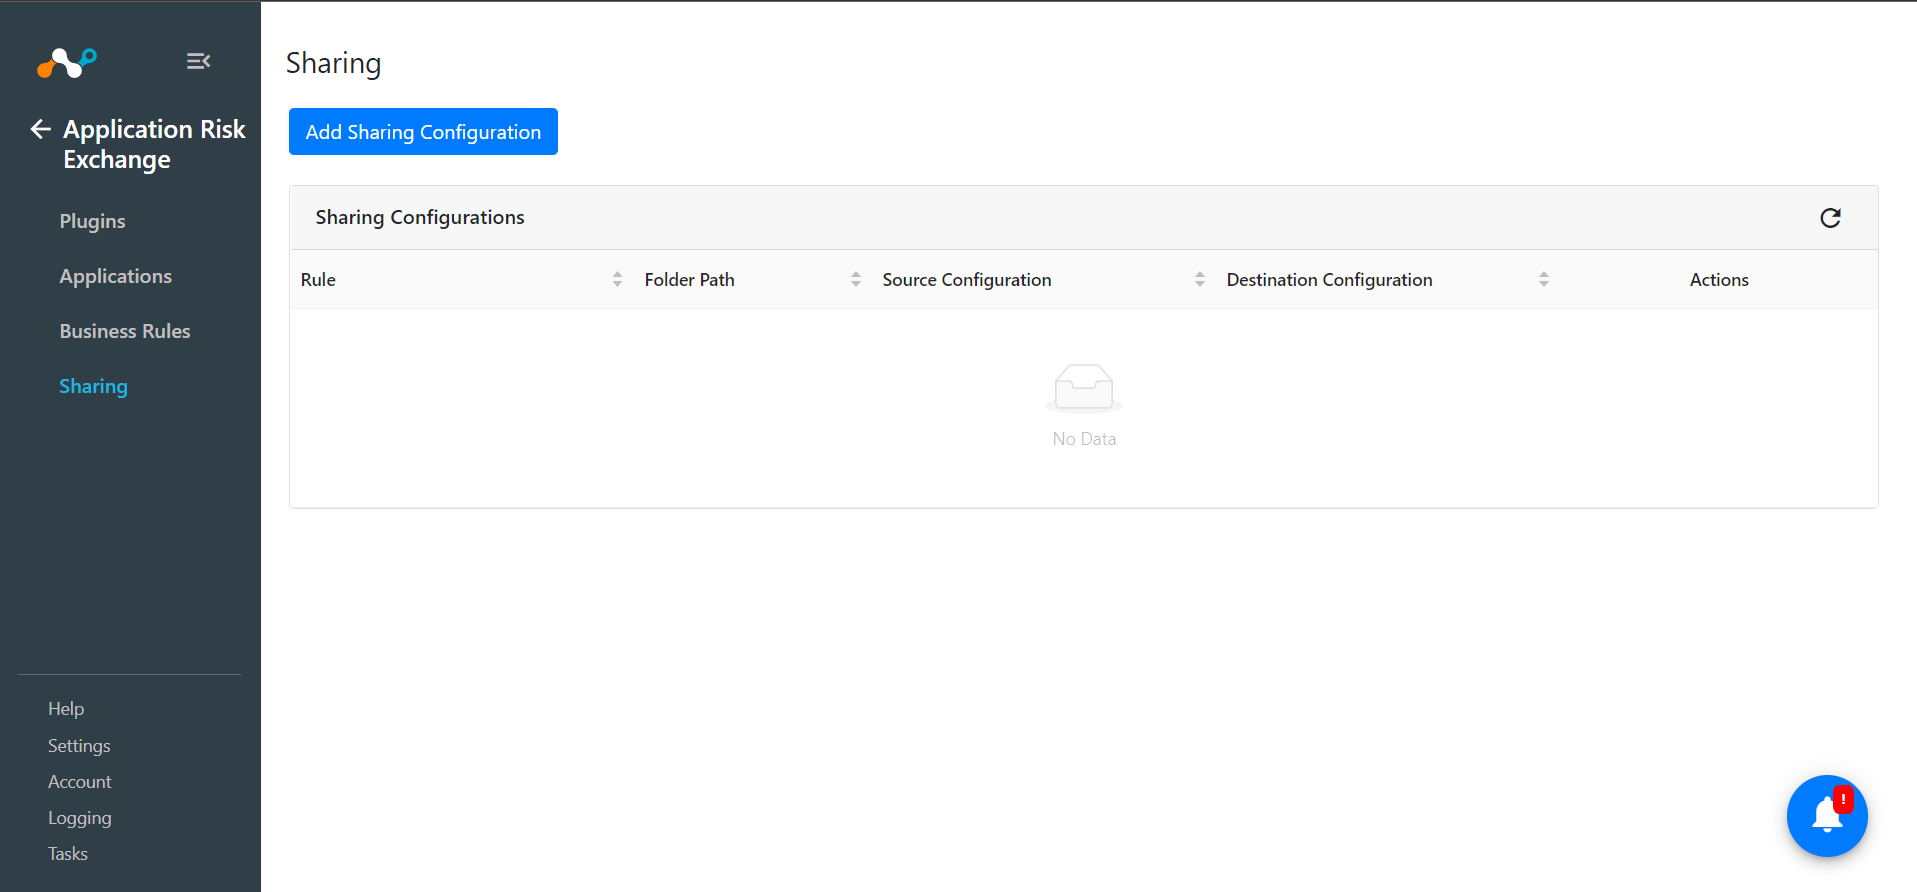 Application Risk
Exchange
Plugins
Applications
Business Rules
Sharing
Help
Settings
Account
Logging
Tasks
Sharing
Add Sharing Configuration
Sharing Configurations
Rule Folder Path Source Configuration Destination Configuration Actions
No Data
!